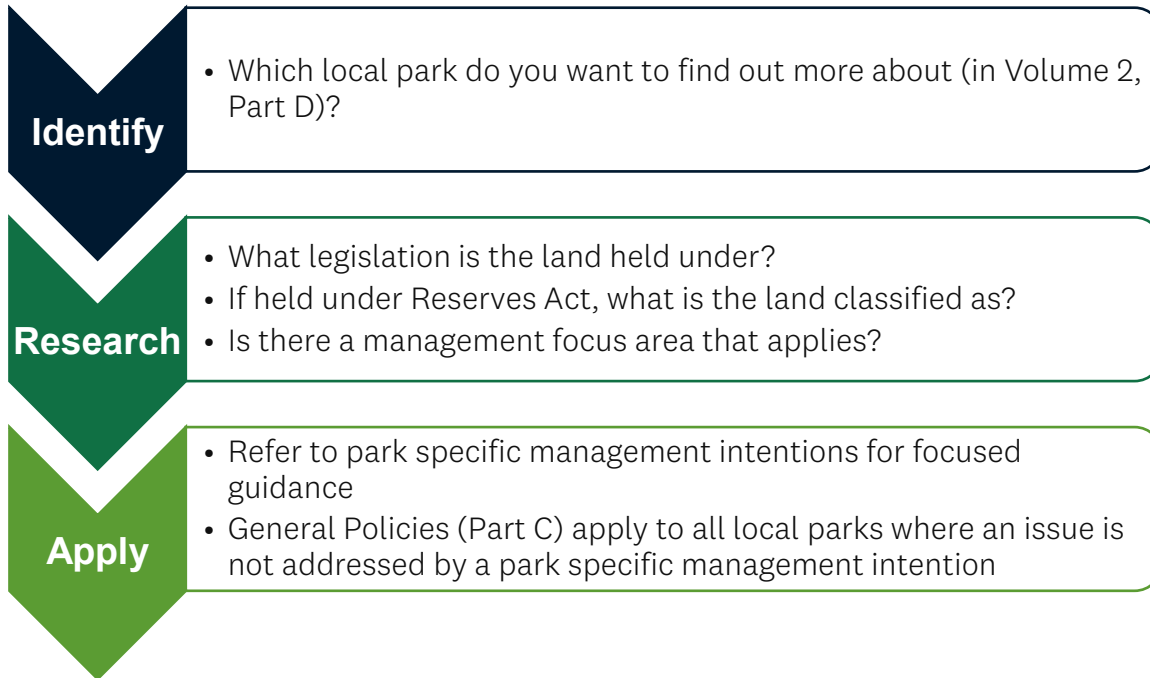 Identify
• Which local park do you want to find out more about (in Volume 2,
Part D)?
Research
• What legislation is the land held under?
• If held under Reserves Act, what is the land classified as?
• Is there a management focus area that applies?
Apply
• Refer to park specific management intentions for focused
guidance
• General Policies (Part C) apply to all local parks where an issue is
not addressed by a park specific management intention